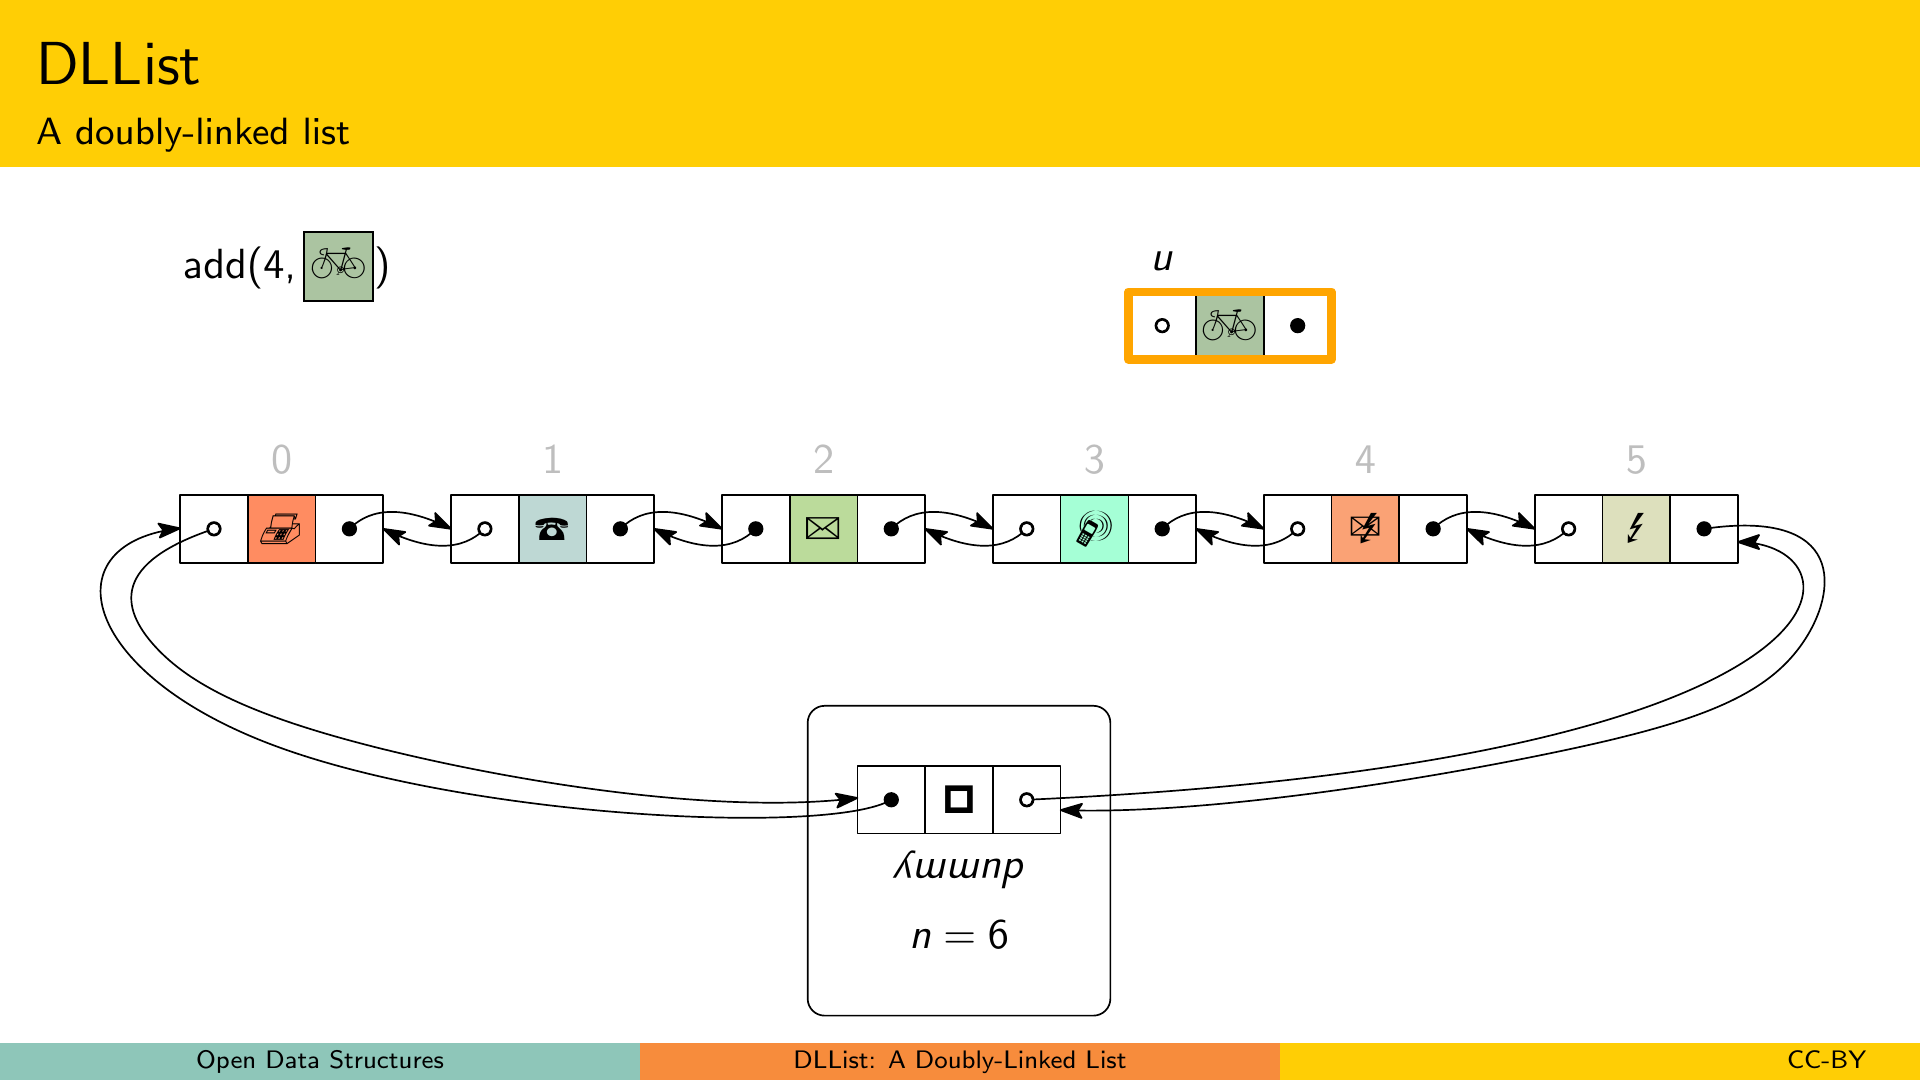 DLList
A doubly-linked list
add(4, )
u
0 1 2 3 4 5
dummy
n = 6
Open Data Structures DLList: A Doubly-Linked List CC-BY